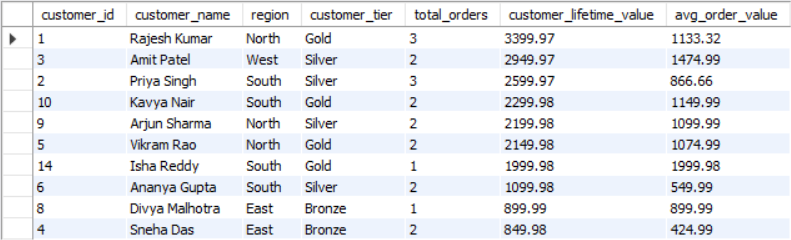 customer_id customer_name region customer_tier total_orders customer_lifetime_value avg_order_value
1 Rajesh Kumar North Gold 3 3399.97 1133.32
3 Amit Patel West Silver 2 2949.97 1474.99
2 Priya Singh South Silver 3 2599.97 866.66
10 Kavya Nair South Gold 2 2299.98 1149.99
9 Arjun Sharma North Silver 2 2199.98 1099.99
5 Vikram Rao North Gold 2 2149.98 1074.99
14 Isha Reddy South Gold 1 1999.98 1999.98
6 Ananya Gupta South Silver 2 1099.98 549.99
8 Divya Malhotra East Bronze 1 899.99 899.99
4 Sneha Das East Bronze 2 849.98 424.99